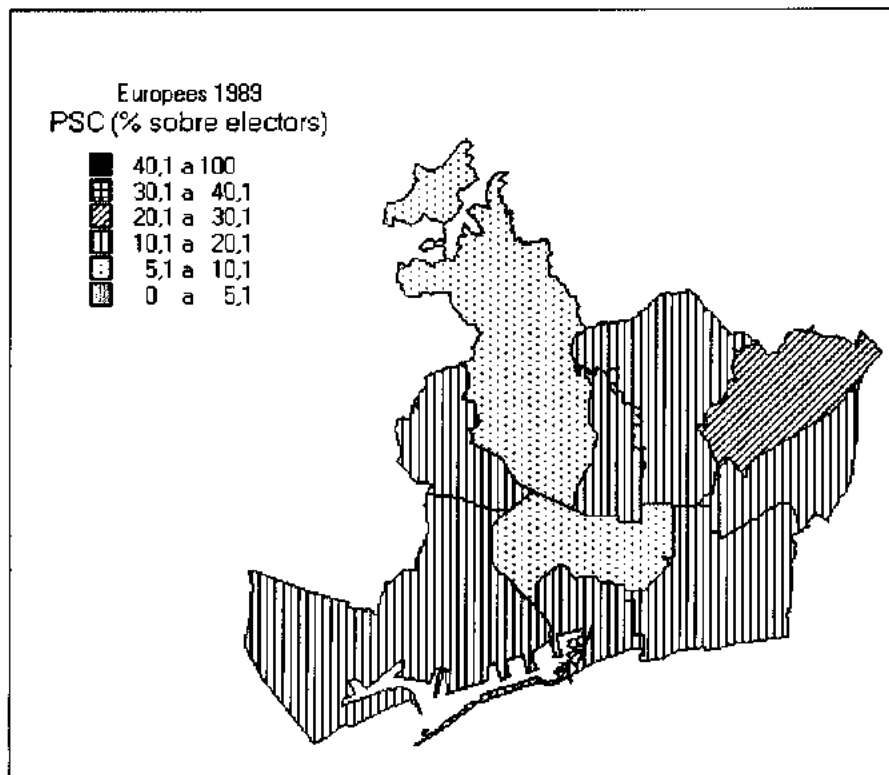 Europees 1989
PSC (% sobre electors)
40,1 a 100
30,1 a 40,1
20,1 a 30,1
10,1 a 20,1
5,1 a 10,1
0 a 5,1